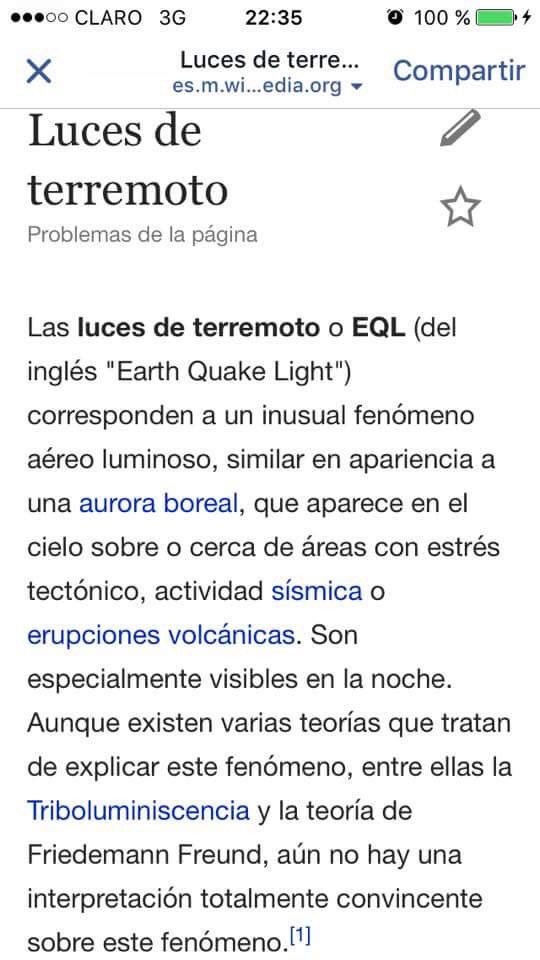 CLARO 3G 22:35 100 %
Luces de terre...
es.m.wi...edia.org
Compartir
Luces de
terremoto
Problemas de la página
Las luces de terremoto o EQL (del
inglés "Earth Quake Light")
corresponden a un inusual fenómeno
aéreo luminoso, similar en apariencia a
una aurora boreal, que aparece en el
cielo sobre o cerca de áreas con estrés
tectónico, actividad sísmica o
erupciones volcánicas. Son
especialmente visibles en la noche.
Aunque existen varias teorías que tratan
de explicar este fenómeno, entre ellas la
Triboluminiscencia y la teoría de
Friedemann Freund, aún no hay una
interpretación totalmente convincente
sobre este fenómeno.[1]